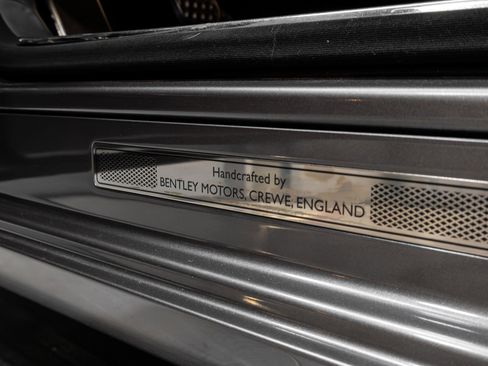 Handcrafted by
BENTLEY MOTORS, CREWE, ENGLAND